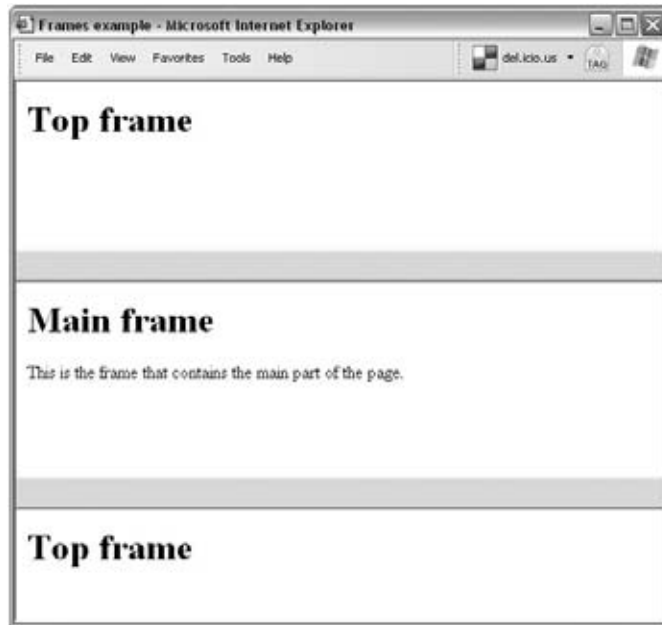 Frames example - Microsoft Internet Explorer
File Edit View Favorites Tools Help del.icio.us TAG
Top frame
Main frame
This is the frame that contains the main part of the page.
Top frame